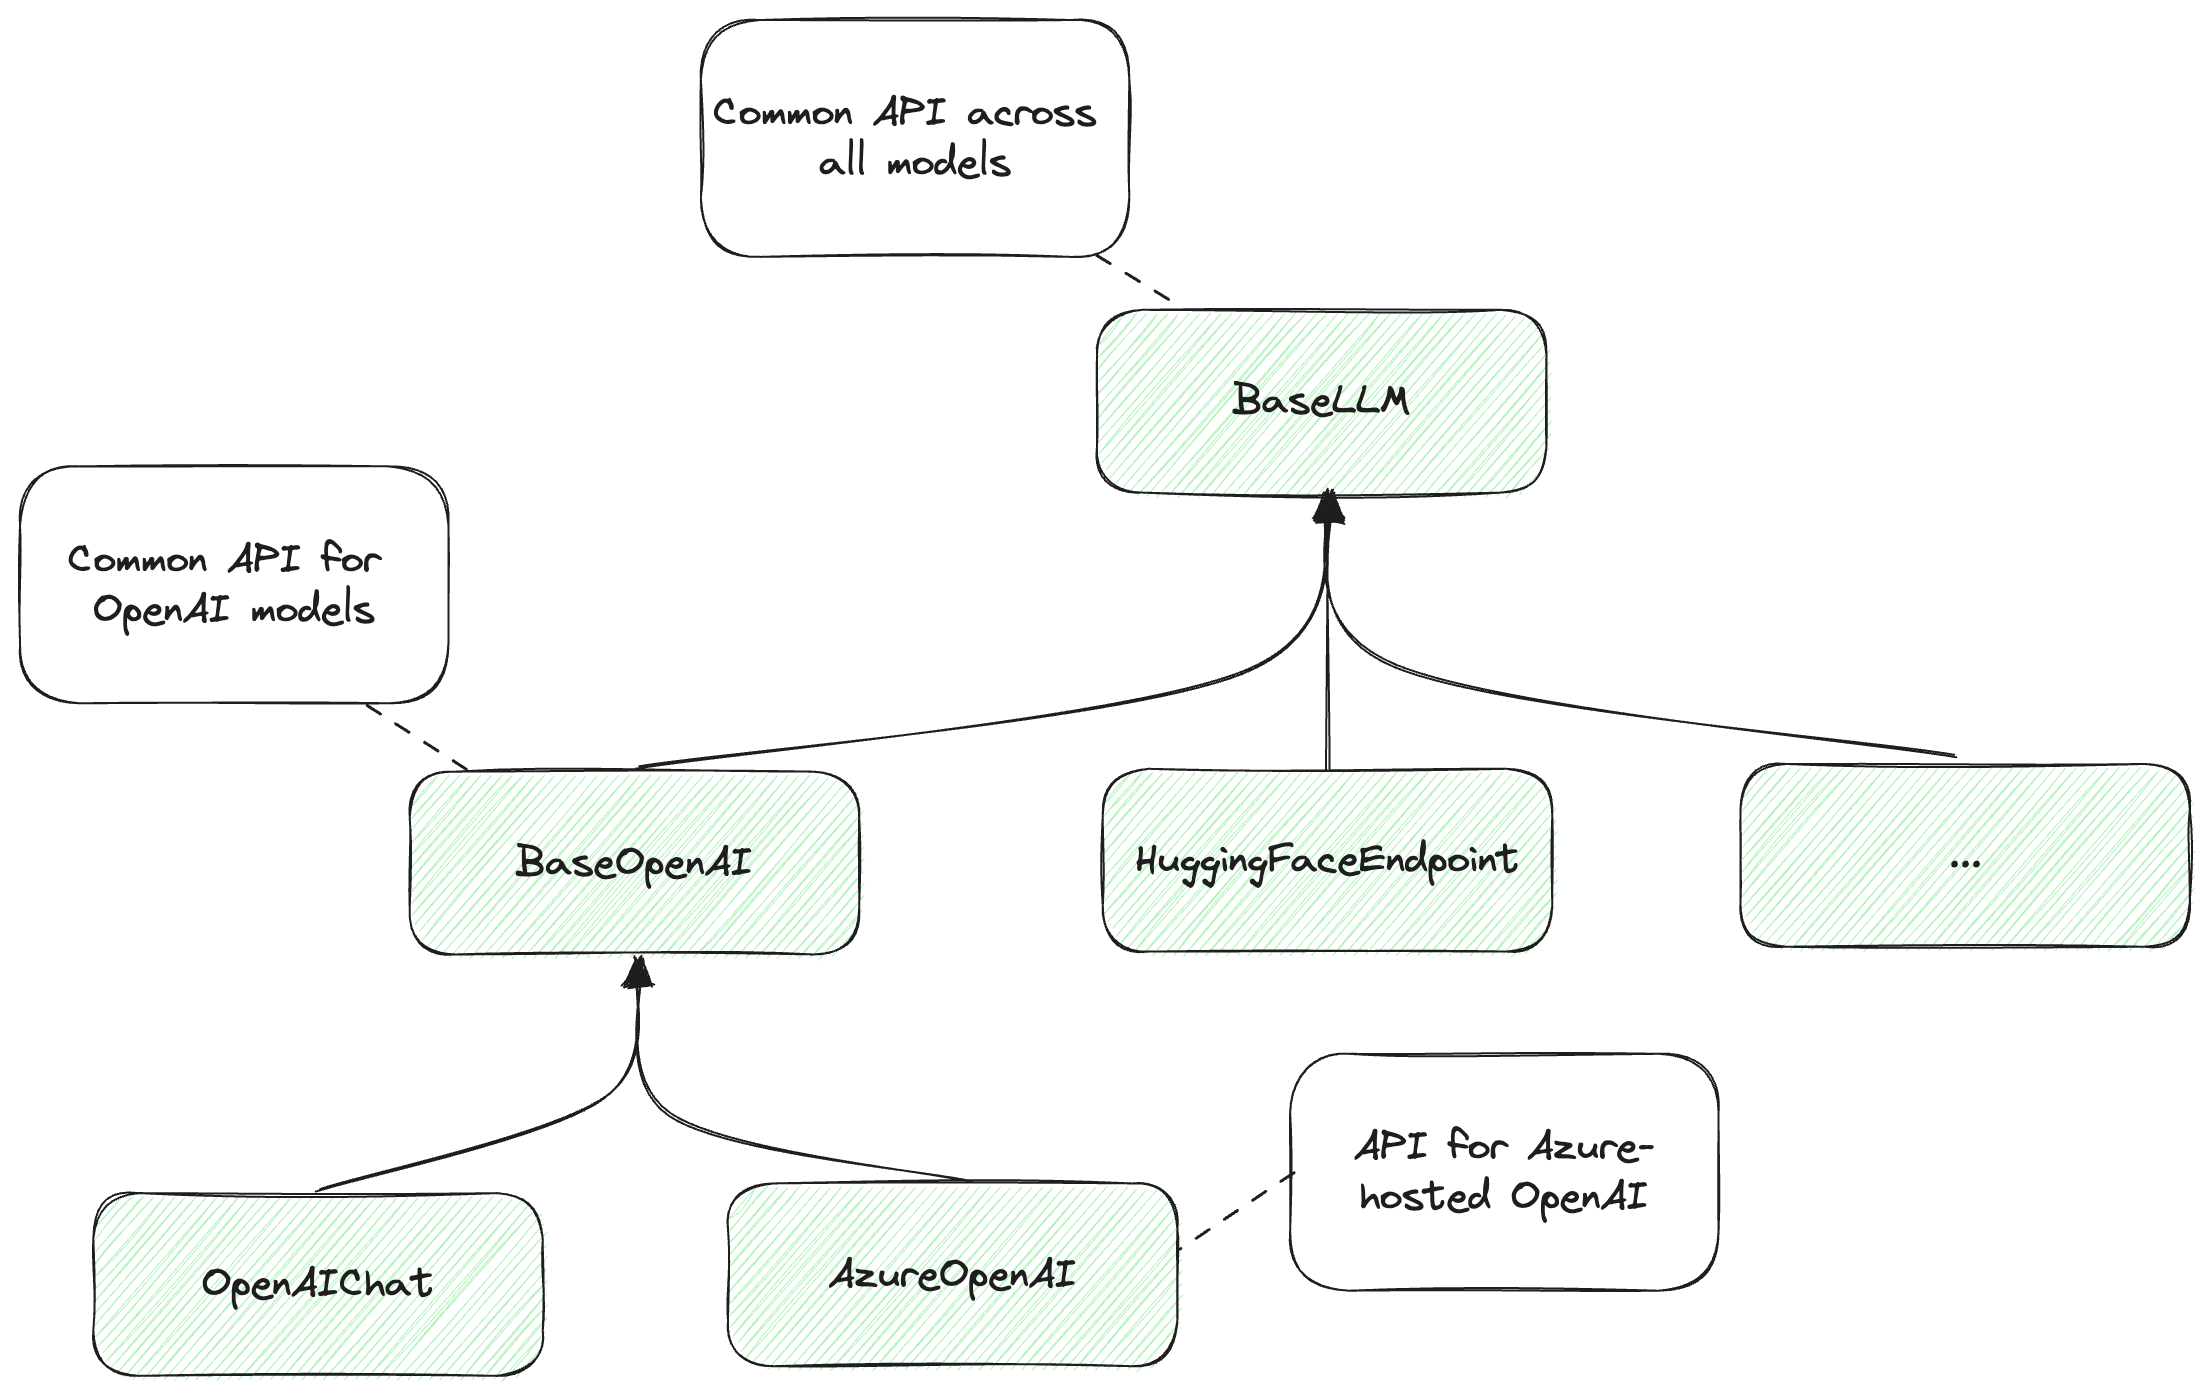 Common API across
all models
BaseLLM
Common API for
OpenAI models
BaseOpenAI
HuggingFaceEndpoint
...
API for Azure-
hosted OpenAI
OpenAIChat
AzureOpenAI